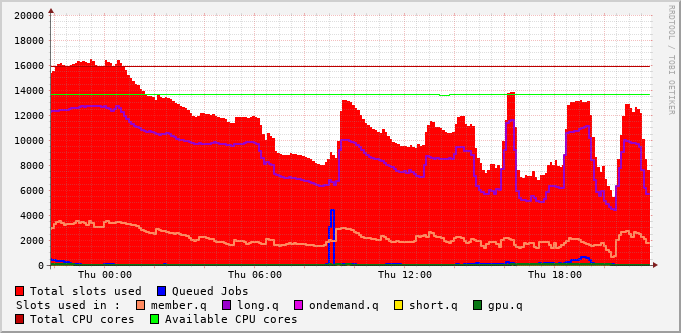 20000
18000
16000
14000
12000
10000
8000
6000
4000
2000
0
Thu 00:00 Thu 06:00 Thu 12:00 Thu 18:00
Total slots used Queued Jobs
Slots used in : member.q long.q ondemand.q short.q gpu.q
Total CPU cores Available CPU cores
RRDTOOL / TOBI OETIKER